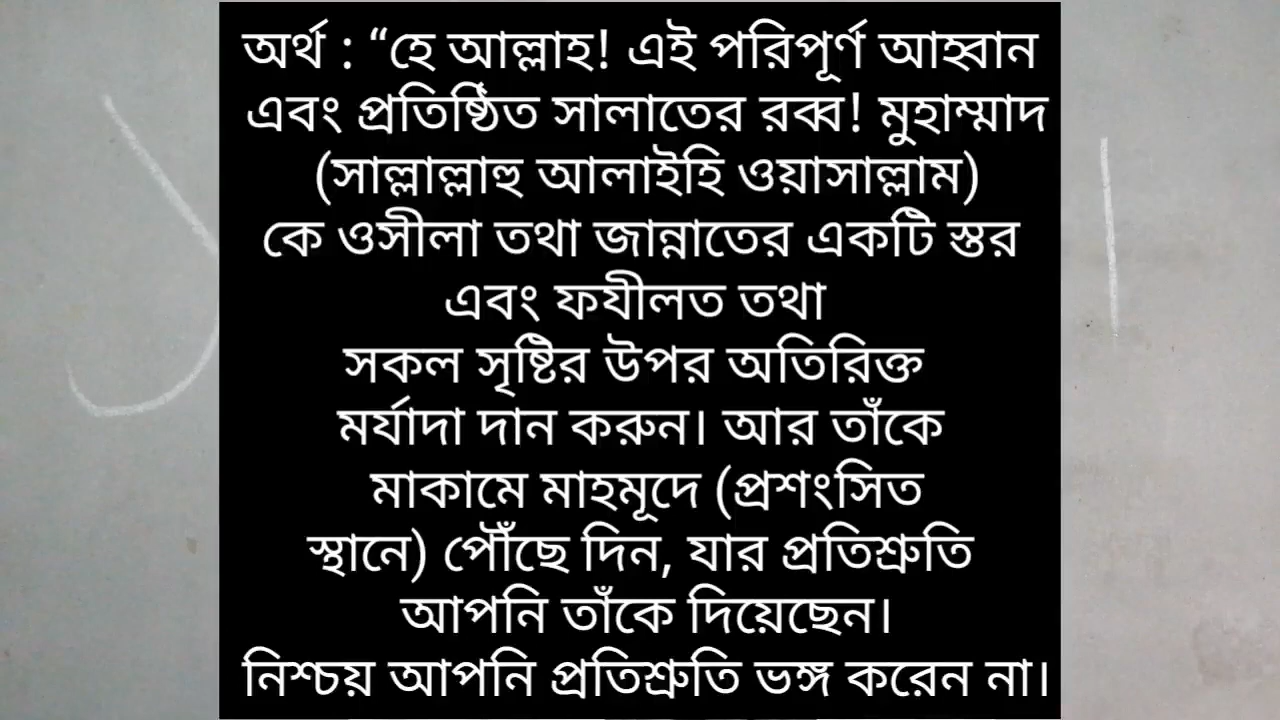 অর্থ : “হে আল্লাহ! এই পরিপূর্ণ আহ্বান
এবং প্রতিষ্ঠিত সালাতের রব্ব! মুহাম্মাদ
(সাল্লাল্লাহু আলাইহি ওয়াসাল্লাম)
কে ওসীলা তথা জান্নাতের একটি স্তর
এবং ফযীলত তথা
সকল সৃষ্টির উপর অতিরিক্ত
মর্যাদা দান করুন। আর তাঁকে
মাকামে মাহমূদে (প্রশংসিত
স্থানে) পৌঁছে দিন, যার প্রতিশ্রুতি
আপনি তাঁকে দিয়েছেন।
নিশ্চয় আপনি প্রতিশ্রুতি ভঙ্গ করেন না।